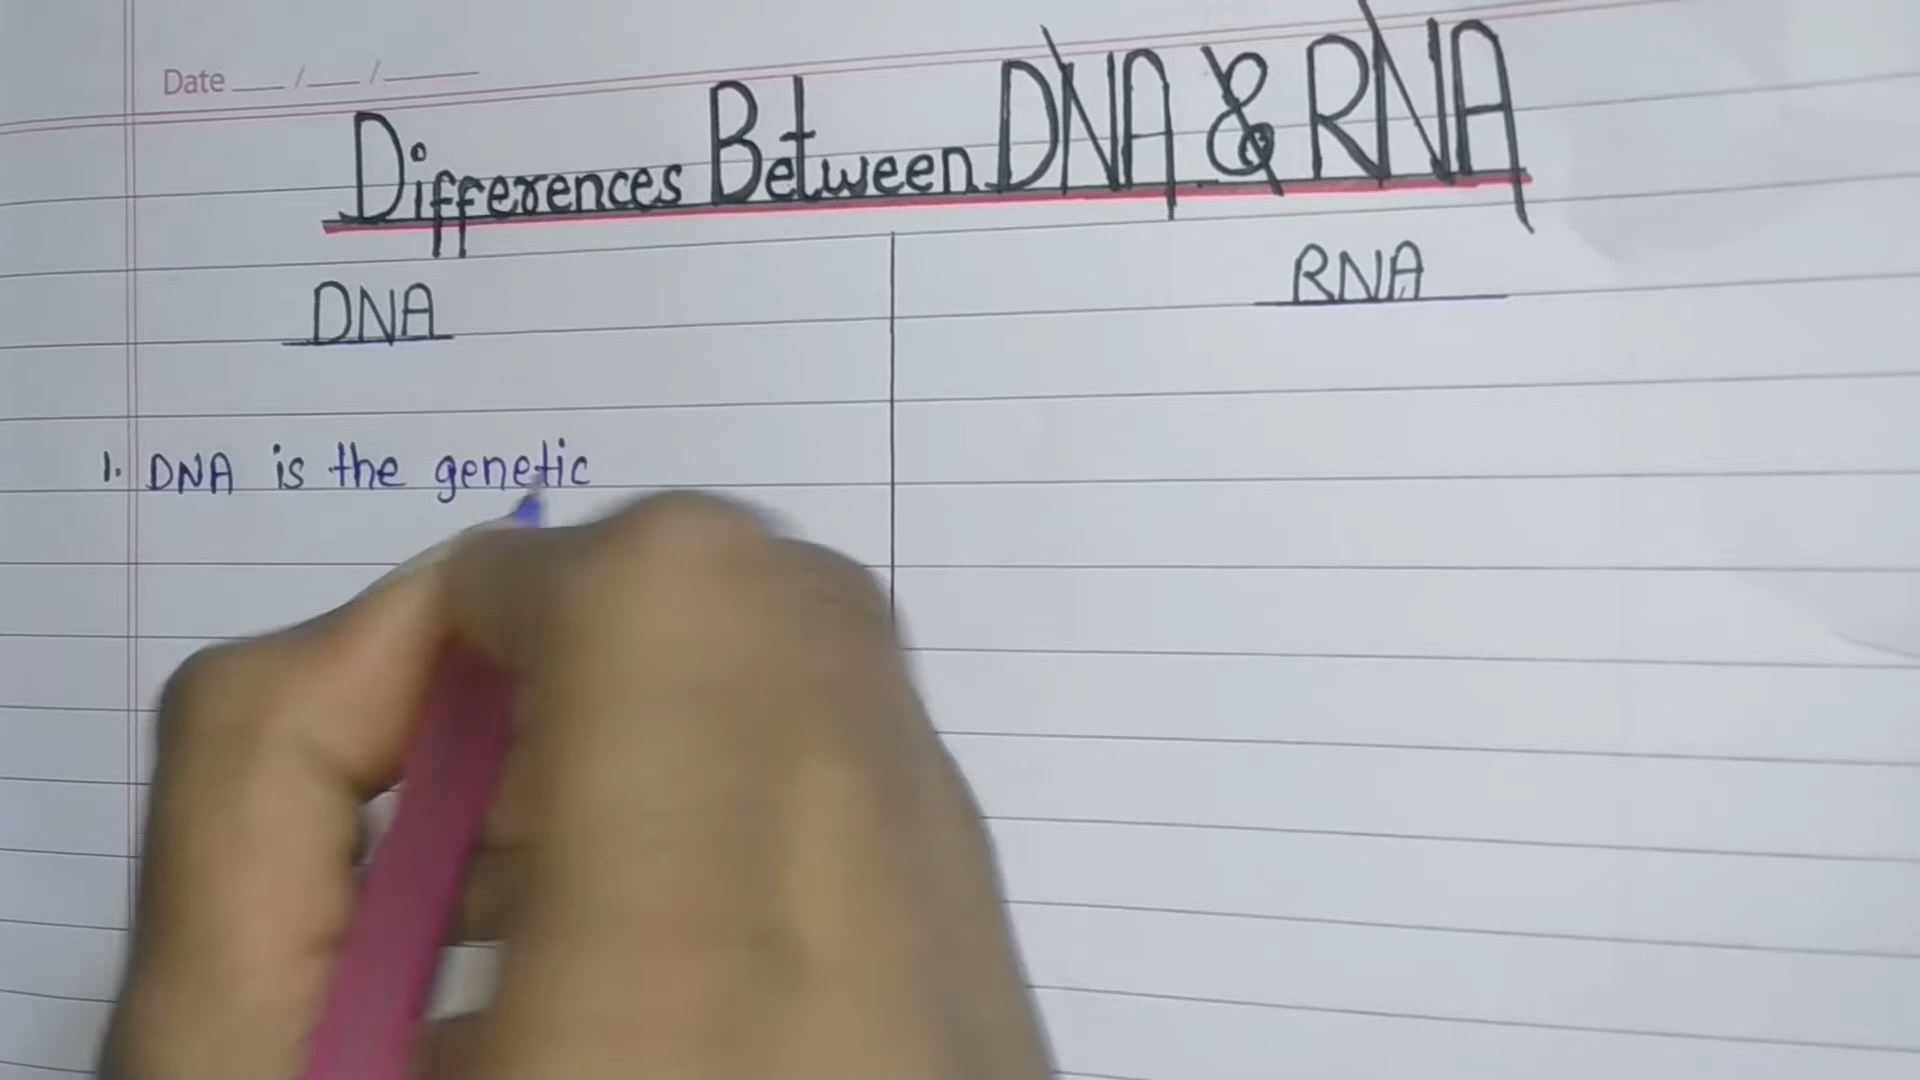 Date __/__/____
Differences Between DNA & RNA
DNA
RNA
1. DNA is the genetic